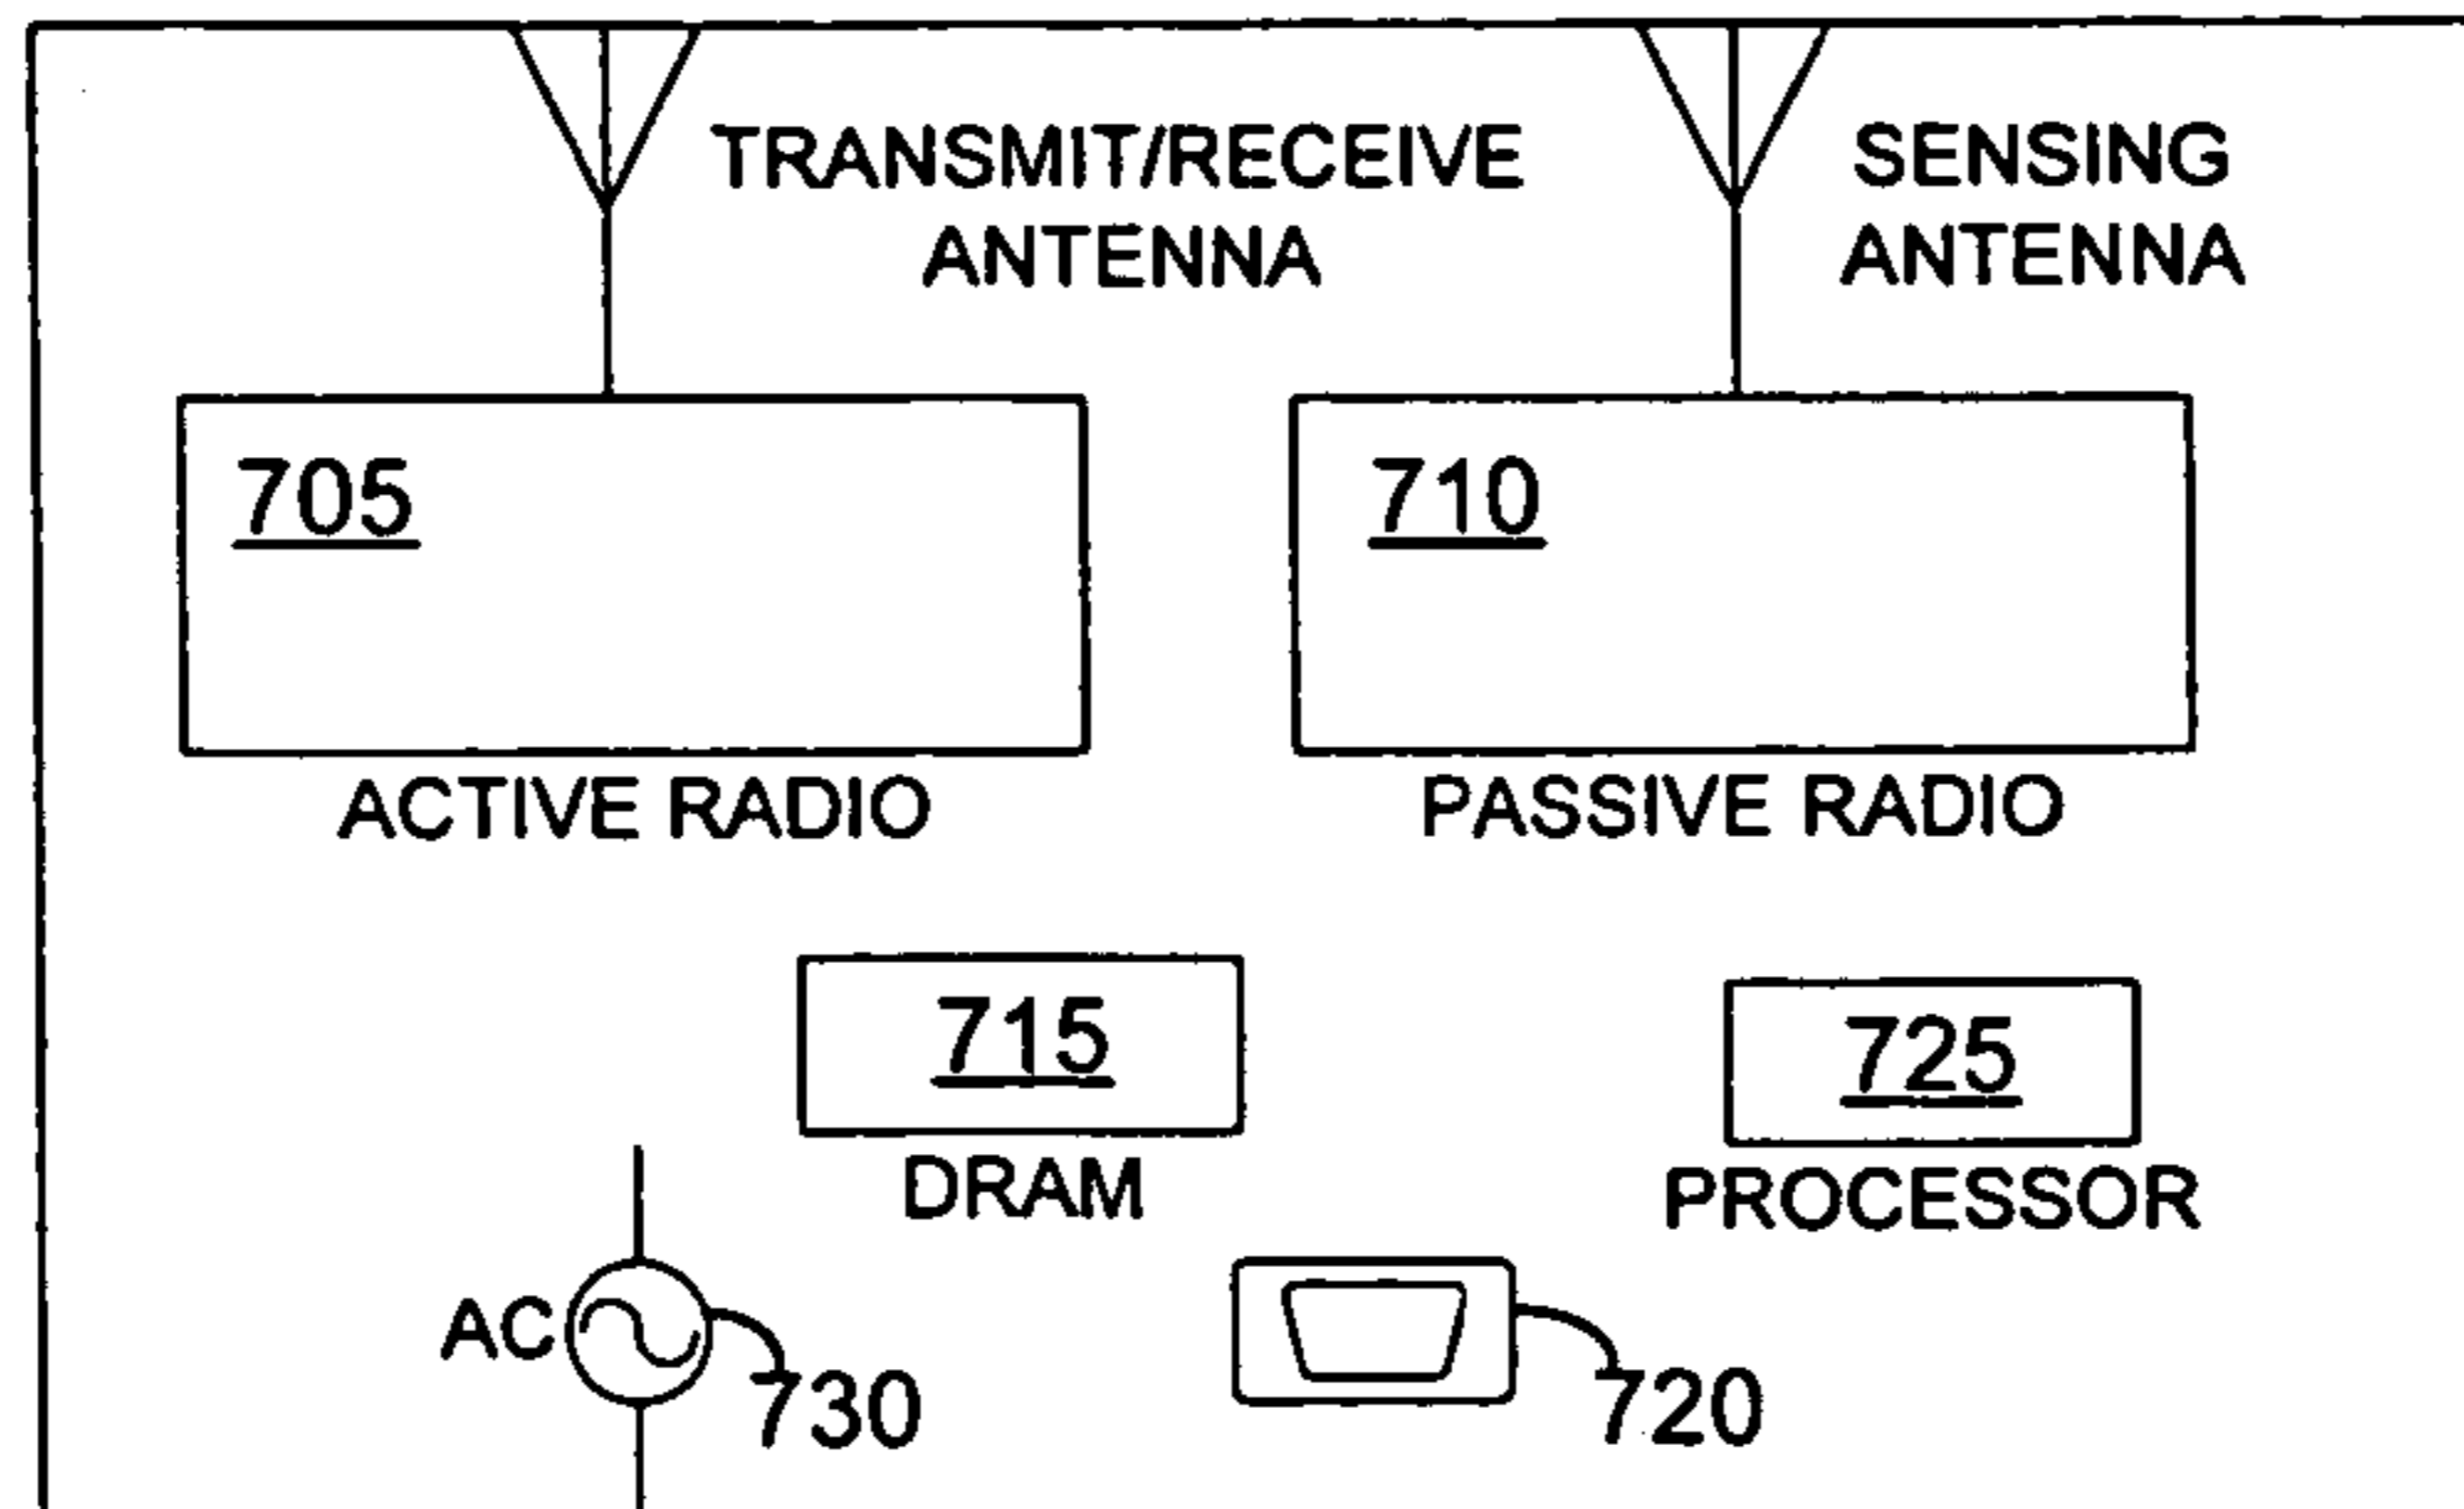 TRANSMIT/RECEIVE
ANTENNA
SENSING
ANTENNA
705
710
ACTIVE RADIO
PASSIVE RADIO
715
725
DRAM
PROCESSOR
AC
730
720